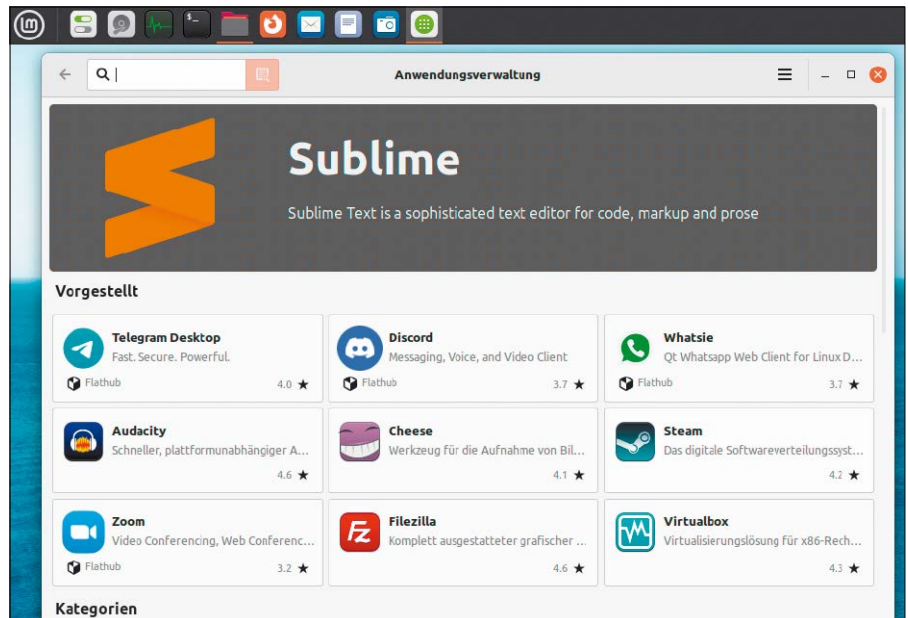 Anwendungsverwaltung
Sublime
Sublime Text is a sophisticated text editor for code, markup and prose
Vorgestellt
Telegram Desktop
Fast. Secure. Powerful.
Flathub
4.0 ★
Discord
Messaging, Voice, and Video Client
Flathub
3.7 ★
Whatsie
Qt Whatsapp Web Client for Linux D...
Flathub
3.7 ★
Audacity
Schneller, plattformunabhängiger A...
4.6 ★
Cheese
Werkzeug für die Aufnahme von Bil...
4.1 ★
Steam
Das digitale Softwareverteilungssyst...
4.2 ★
Zoom
Video Conferencing, Web Conferenc...
Flathub
3.2 ★
Filezilla
Komplett ausgestatteter grafischer ...
4.6 ★
Virtualbox
Virtualisierungslösung für x86-Rech...
4.3 ★
Kategorien